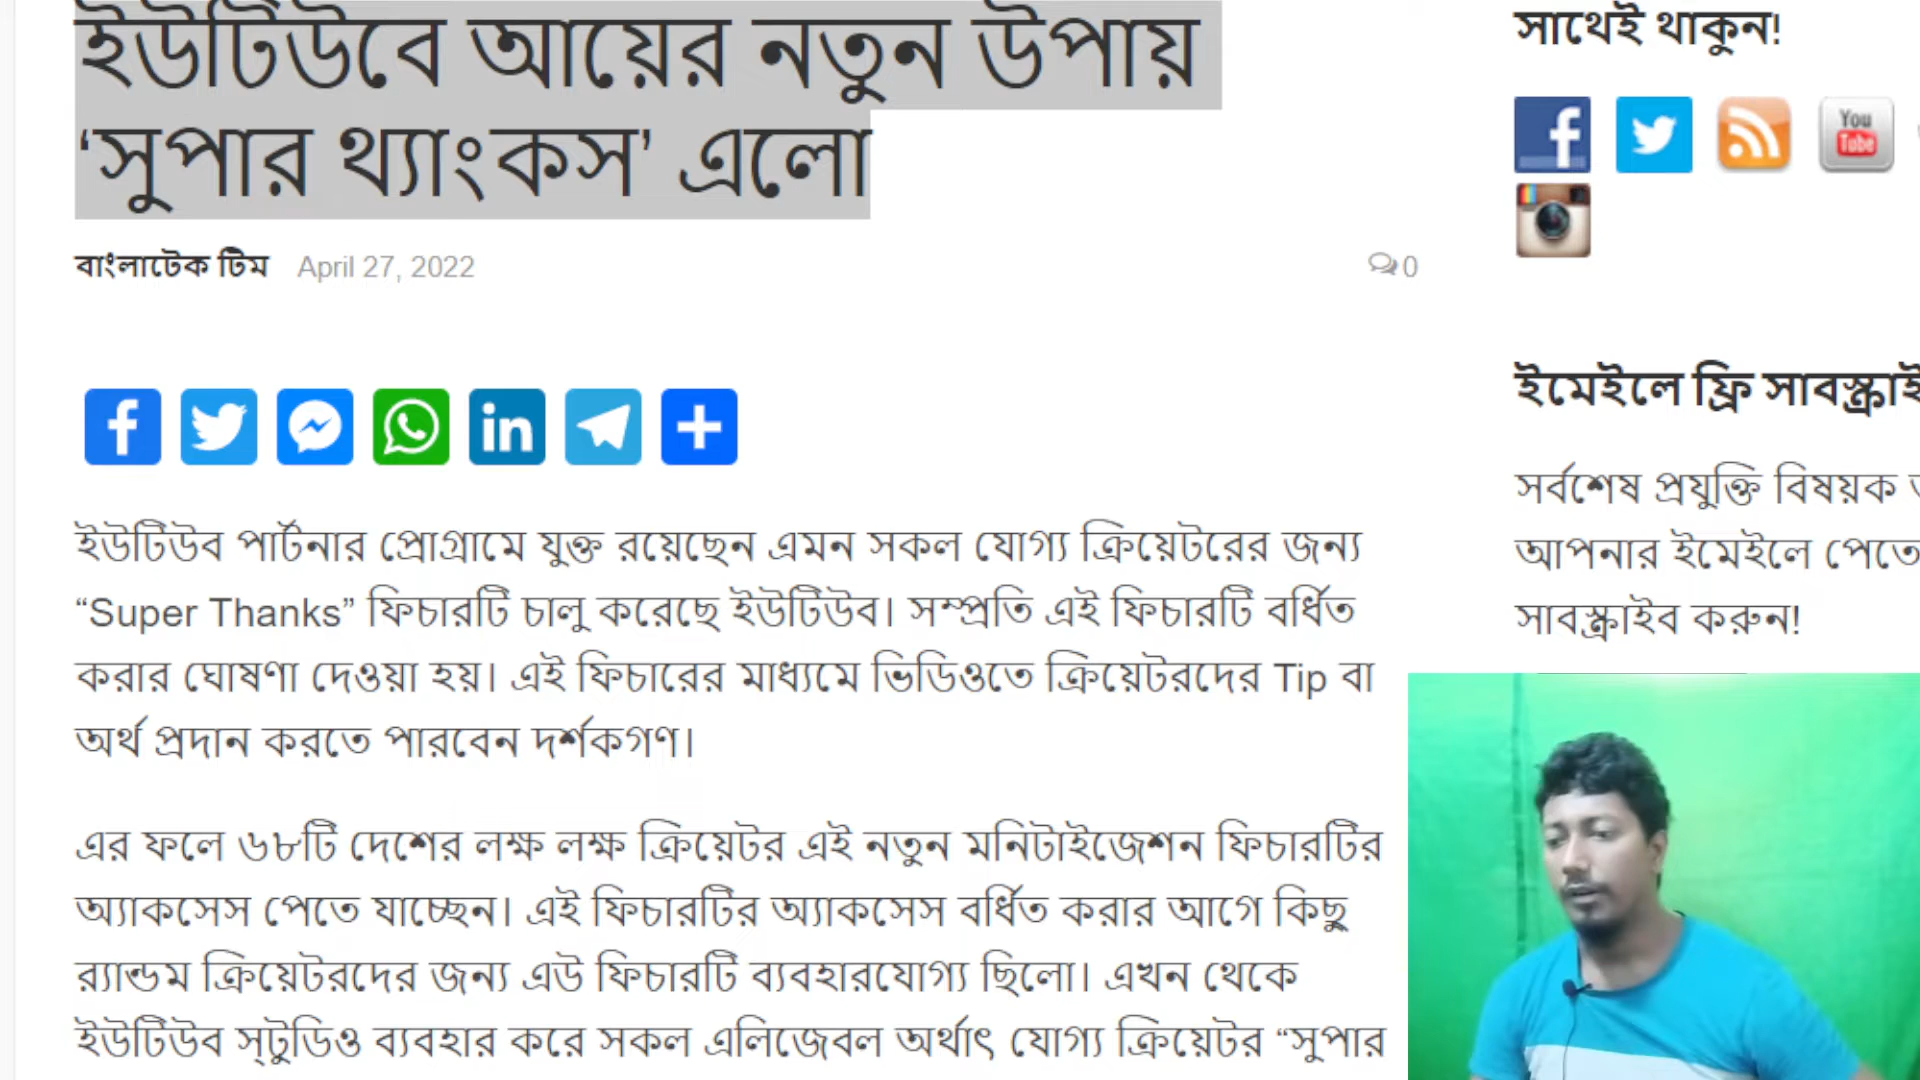 ইউটিউবে আয়ের নতুন উপায়
‘সুপার থ্যাংকস’ এলো
বাংলাটেক টিম April 27, 2022
0
ইউটিউব পার্টনার প্রোগ্রামে যুক্ত রয়েছেন এমন সকল যোগ্য ক্রিয়েটরের জন্য
“Super Thanks” ফিচারটি চালু করেছে ইউটিউব। সম্প্রতি এই ফিচারটি বর্ধিত
করার ঘোষণা দেওয়া হয়। এই ফিচারের মাধ্যমে ভিডিওতে ক্রিয়েটরদের Tip বা
অর্থ প্রদান করতে পারবেন দর্শকগণ।
এর ফলে ৬৮টি দেশের লক্ষ লক্ষ ক্রিয়েটর এই নতুন মনিটাইজেশন ফিচারটির
অ্যাকসেস পেতে যাচ্ছেন। এই ফিচারটির অ্যাকসেস বর্ধিত করার আগে কিছু
র‍্যান্ডম ক্রিয়েটরদের জন্য এউ ফিচারটি ব্যবহারযোগ্য ছিলো। এখন থেকে
ইউটিউব স্টুডিও ব্যবহার করে সকল এলিজেবল অর্থাৎ যোগ্য ক্রিয়েটর “সুপার
সাথেই থাকুন!
You
Tube
ইমেইলে ফ্রি সাবস্ক্রাই
সর্বশেষ প্রযুক্তি বিষয়ক
আপনার ইমেইলে পেতে
সাবস্ক্রাইব করুন!